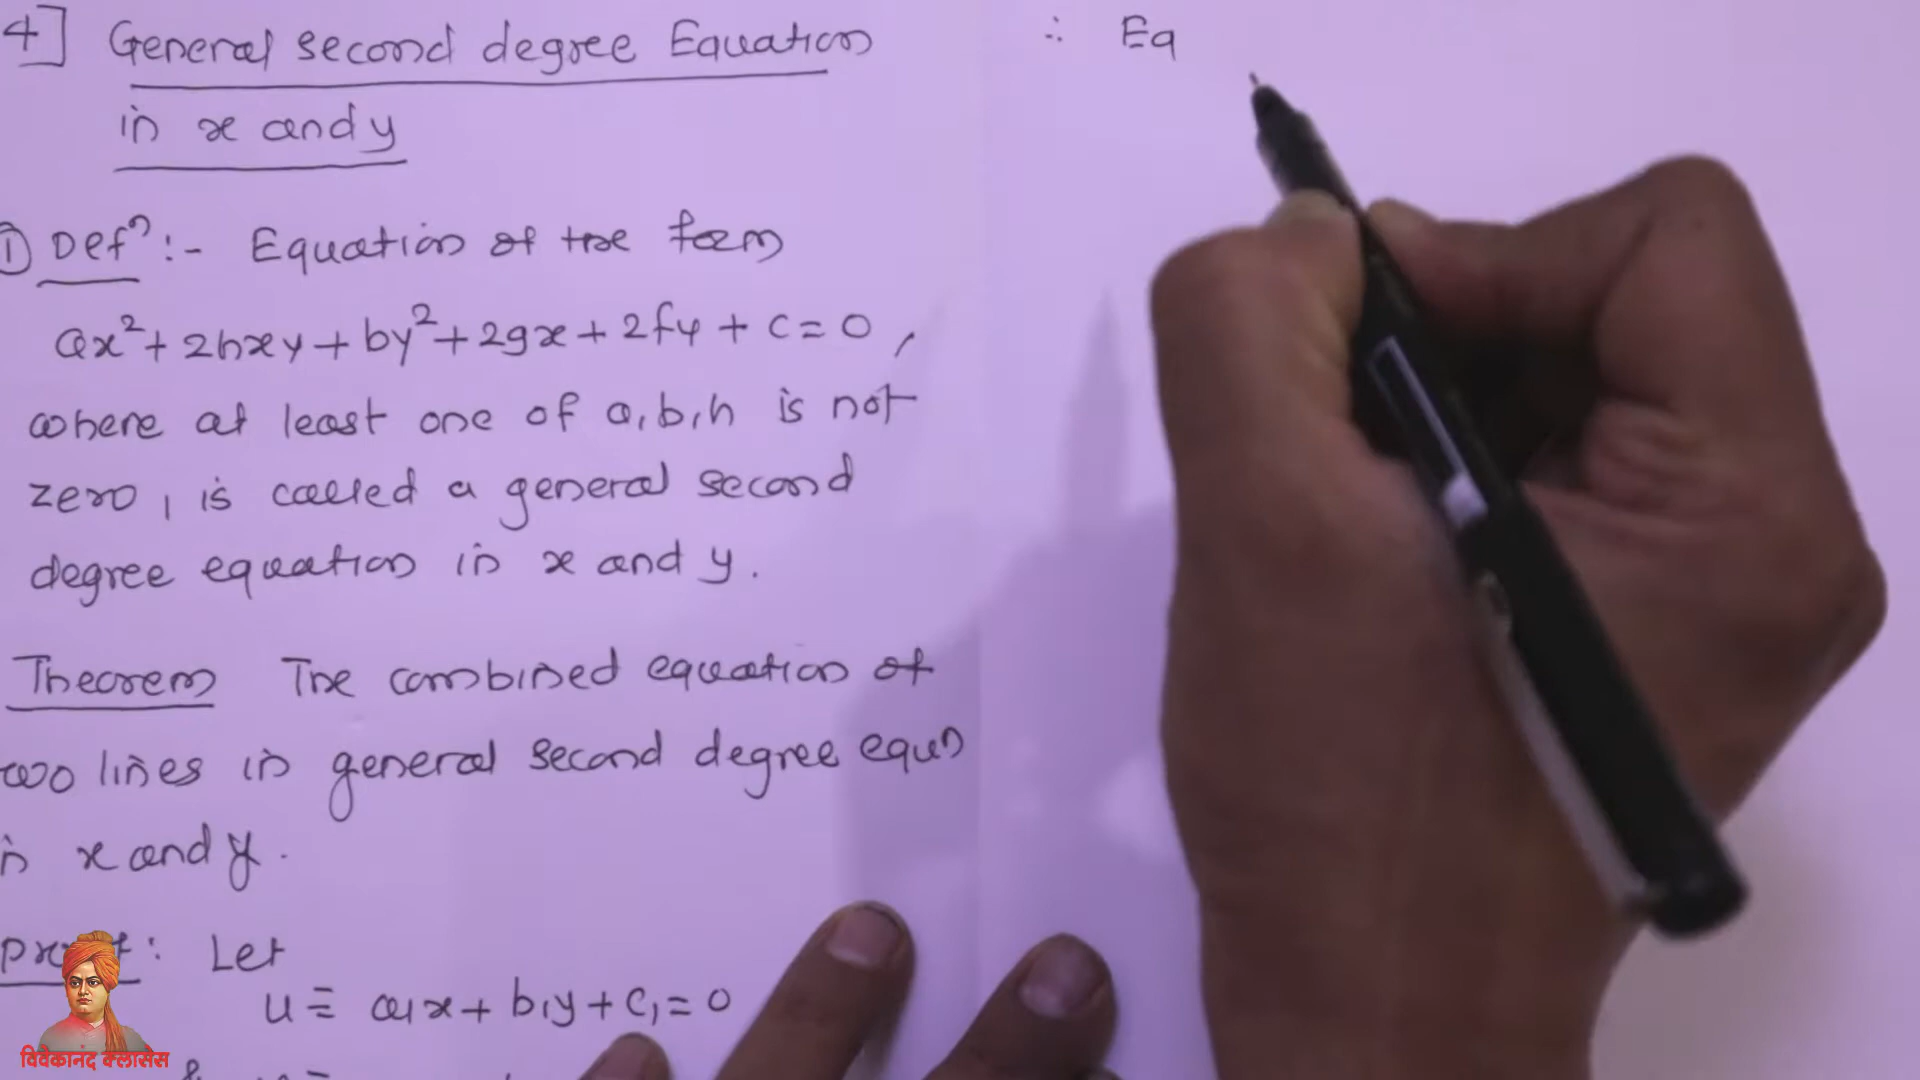 4] General second degree Equation
in x and y
① Defⁿ :- Equation of the form
ax² + 2hxy + by² + 2gx + 2fy + c = 0 ,
where at least one of a, b, h is not
zero, is called a general second
degree equation in x and y.
Theorem The combined equation of
two lines in general second degree equn
in x and y.
Proof : Let
u ≡ a₁x + b₁y + c₁ = 0
&
∴ Eq
विवेकानंद क्लासेस